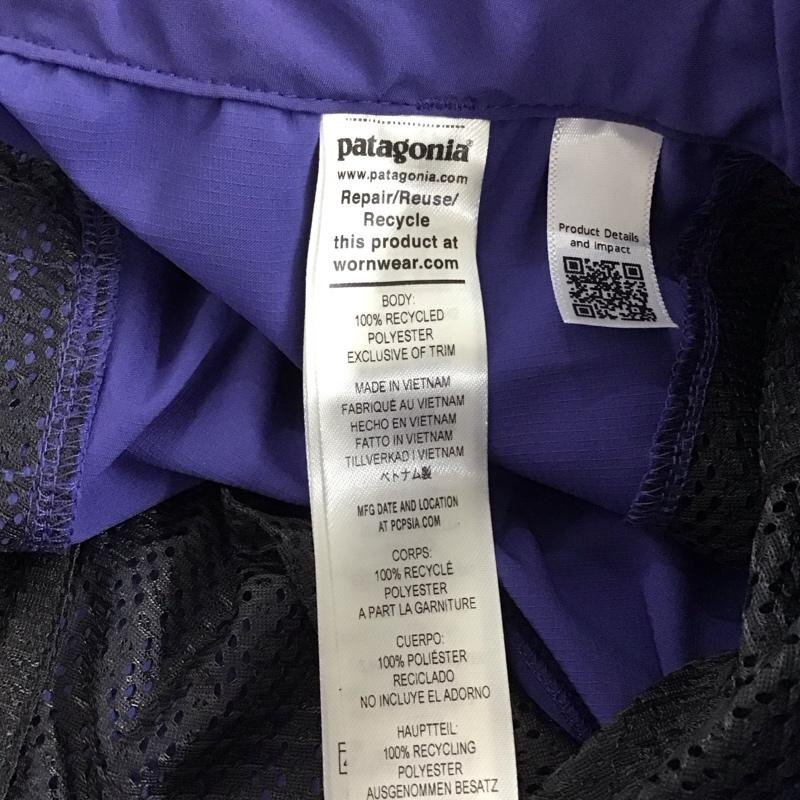 patagonia®
www.patagonia.com
Repair/Reuse/
Recycle
this product at
wornwear.com
BODY:
100% RECYCLED
POLYESTER
EXCLUSIVE OF TRIM
MADE IN VIETNAM
FABRIQUÉ AU VIETNAM
HECHO EN VIETNAM
FATTO IN VIETNAM
TILLVERKAD I VIETNAM
ベトナム製
MFG DATE AND LOCATION
AT PCPSIA.COM
CORPS:
100% RECYCLÉ
POLYESTER
A PART LA GARNITURE
CUERPO:
100% POLIÉSTER
RECICLADO
NO INCLUYE EL ADORNO
HAUPTTEIL:
100% RECYCLING
POLYESTER
AUSGENOMMEN BESATZ
Product Details
and impact